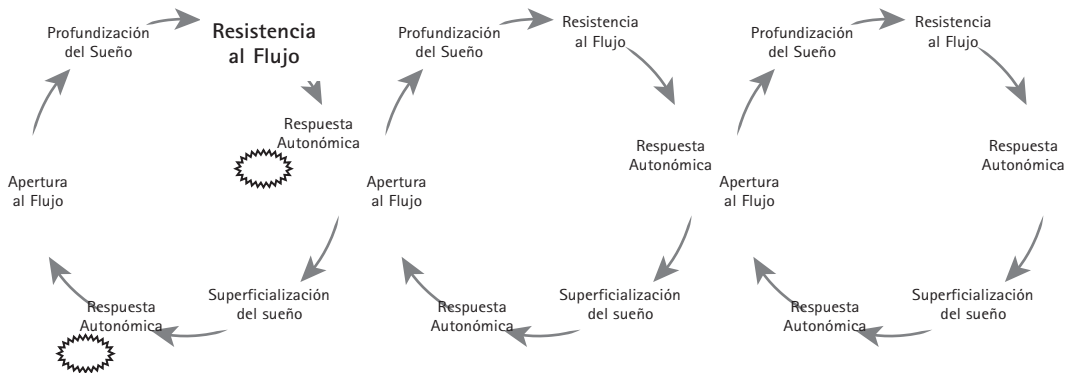 Profundización
del Sueño
Resistencia
al Flujo
Respuesta
Autonómica
Superficialización
del sueño
Respuesta
Autonómica
Apertura
al Flujo
Profundización
del Sueño
Resistencia
al Flujo
Respuesta
Autonómica
Superficialización
del sueño
Respuesta
Autonómica
Apertura
al Flujo
Profundización
del Sueño
Resistencia
al Flujo
Respuesta
Autonómica
Superficialización
del sueño
Respuesta
Autonómica
Apertura
al Flujo